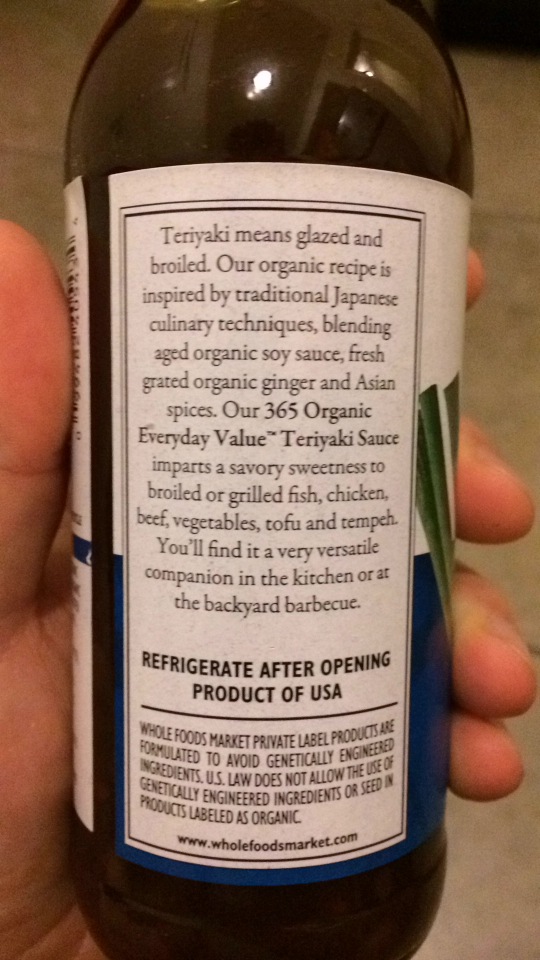 Teriyaki means glazed and
broiled. Our organic recipe is
inspired by traditional Japanese
culinary techniques, blending
aged organic soy sauce, fresh
grated organic ginger and Asian
spices. Our 365 Organic
Everyday Value™ Teriyaki Sauce
imparts a savory sweetness to
broiled or grilled fish, chicken,
beef, vegetables, tofu and tempeh.
You'll find it a very versatile
companion in the kitchen or at
the backyard barbecue.
REFRIGERATE AFTER OPENING
PRODUCT OF USA
WHOLE FOODS MARKET PRIVATE LABEL PRODUCTS ARE
FORMULATED TO AVOID GENETICALLY ENGINEERED
INGREDIENTS. U.S. LAW DOES NOT ALLOW THE USE OF
GENETICALLY ENGINEERED INGREDIENTS OR SEED IN
PRODUCTS LABELED AS ORGANIC.
www.wholefoodsmarket.com